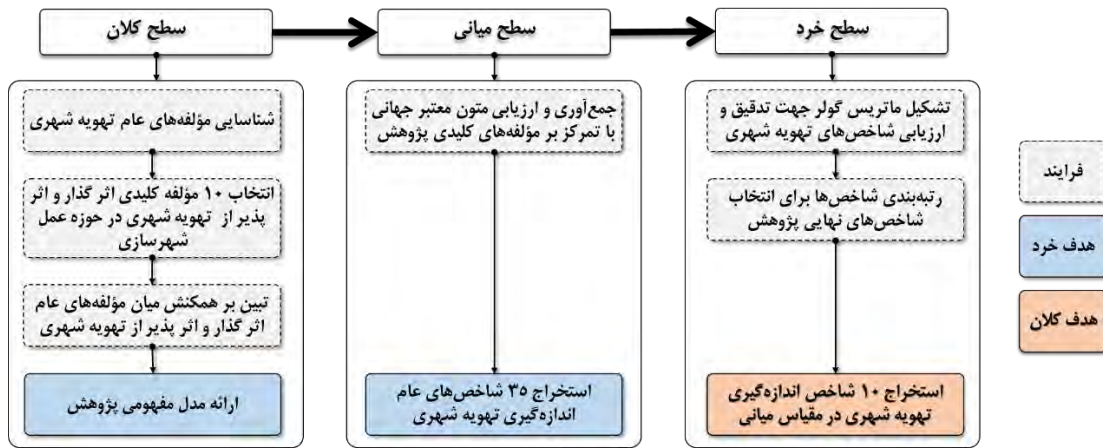 سطح کلان
سطح میانی
سطح خرد
شناسایی مؤلفه‌های عام تهویه شهری
انتخاب ۱۰ مؤلفه کلیدی اثر گذار و اثر
پذیر از تهویه شهری در حوزه عمل
شهرسازی
تبین بر همکنش میان مؤلفه‌های عام
اثر گذار و اثر پذیر از تهویه شهری
ارائه مدل مفهومی پژوهش
جمع‌آوری و ارزیابی متون معتبر جهانی
با تمرکز بر مؤلفه‌های کلیدی پژوهش
استخراج ۳۵ شاخص‌های عام
اندازه‌گیری تهویه شهری
تشکیل ماتریس گولر جهت تدقیق و
ارزیابی شاخص‌های تهویه شهری
رتبه‌بندی شاخص‌ها برای انتخاب
شاخص‌های نهایی پژوهش
استخراج ۱۰ شاخص اندازه‌گیری
تهویه شهری در مقیاس میانی
فرایند
هدف خرد
هدف کلان